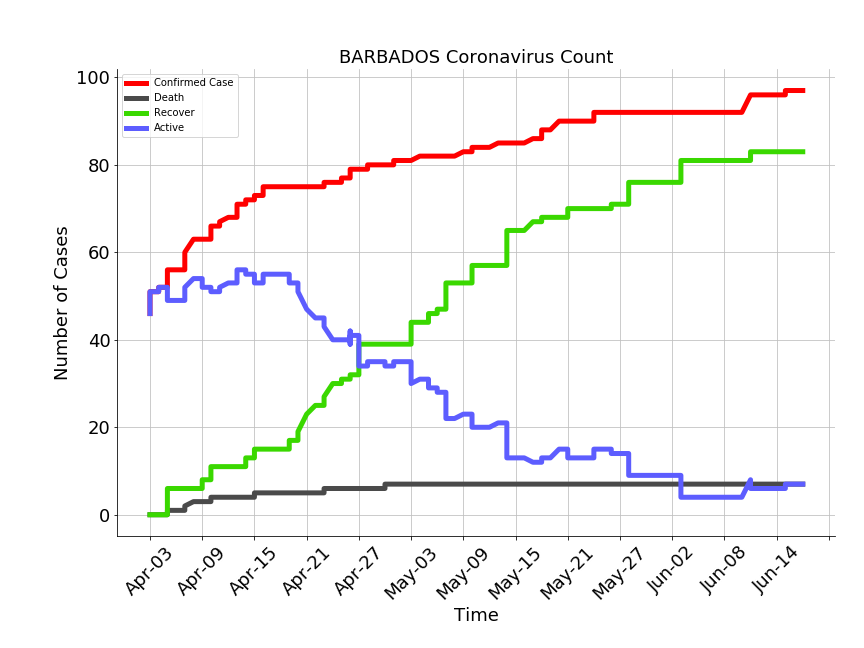 BARBADOS Coronavirus Count
Confirmed Case
Death
Recover
Active
100
80
60
40
20
0
Number of Cases
Apr-03
Apr-09
Apr-15
Apr-21
Apr-27
May-03
May-09
May-15
May-21
May-27
Jun-02
Jun-08
Jun-14
Time